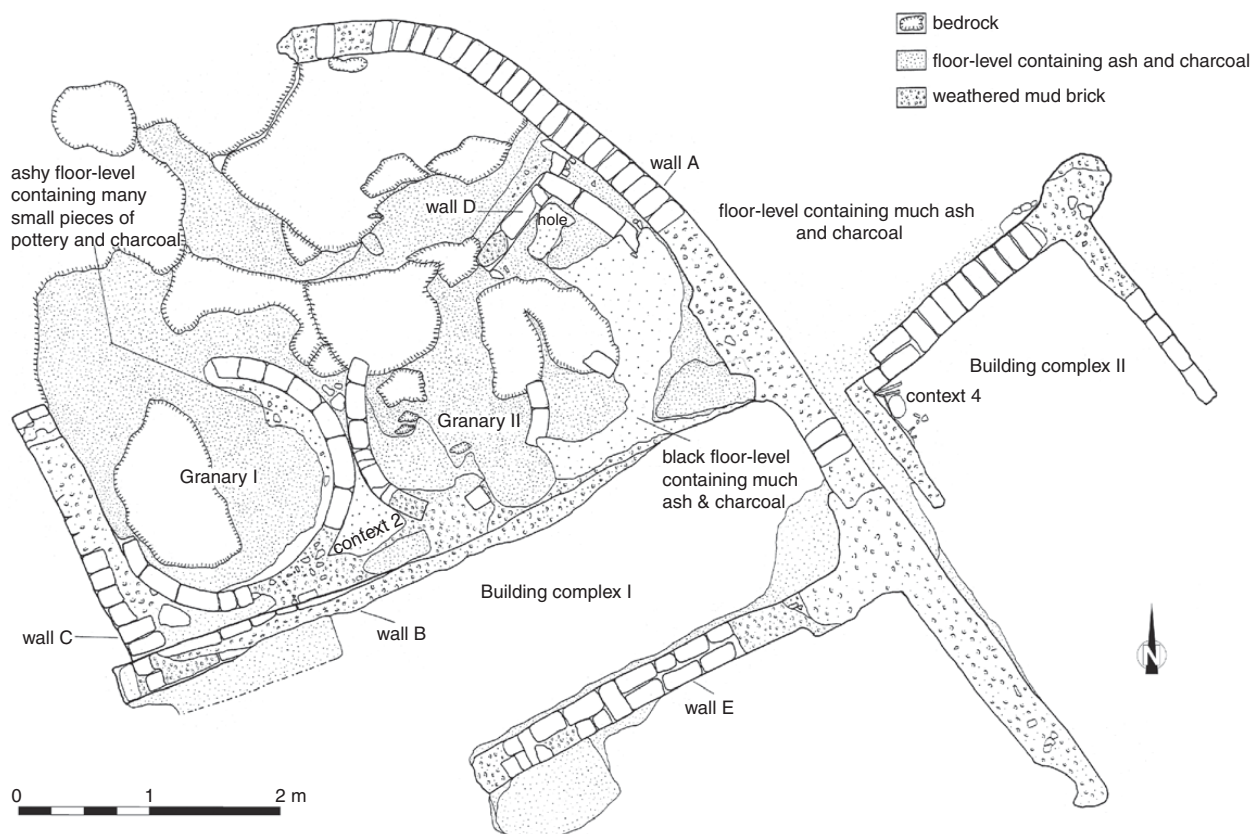 bedrock
floor-level containing ash and charcoal
weathered mud brick
ashy floor-level
containing many
small pieces of
pottery and charcoal
wall A
wall D
hole
floor-level containing much ash
and charcoal
Building complex II
context 4
Granary II
Granary I
black floor-level
containing much
ash & charcoal
context 2
Building complex I
wall C
wall B
wall E
N
0
1
2 m